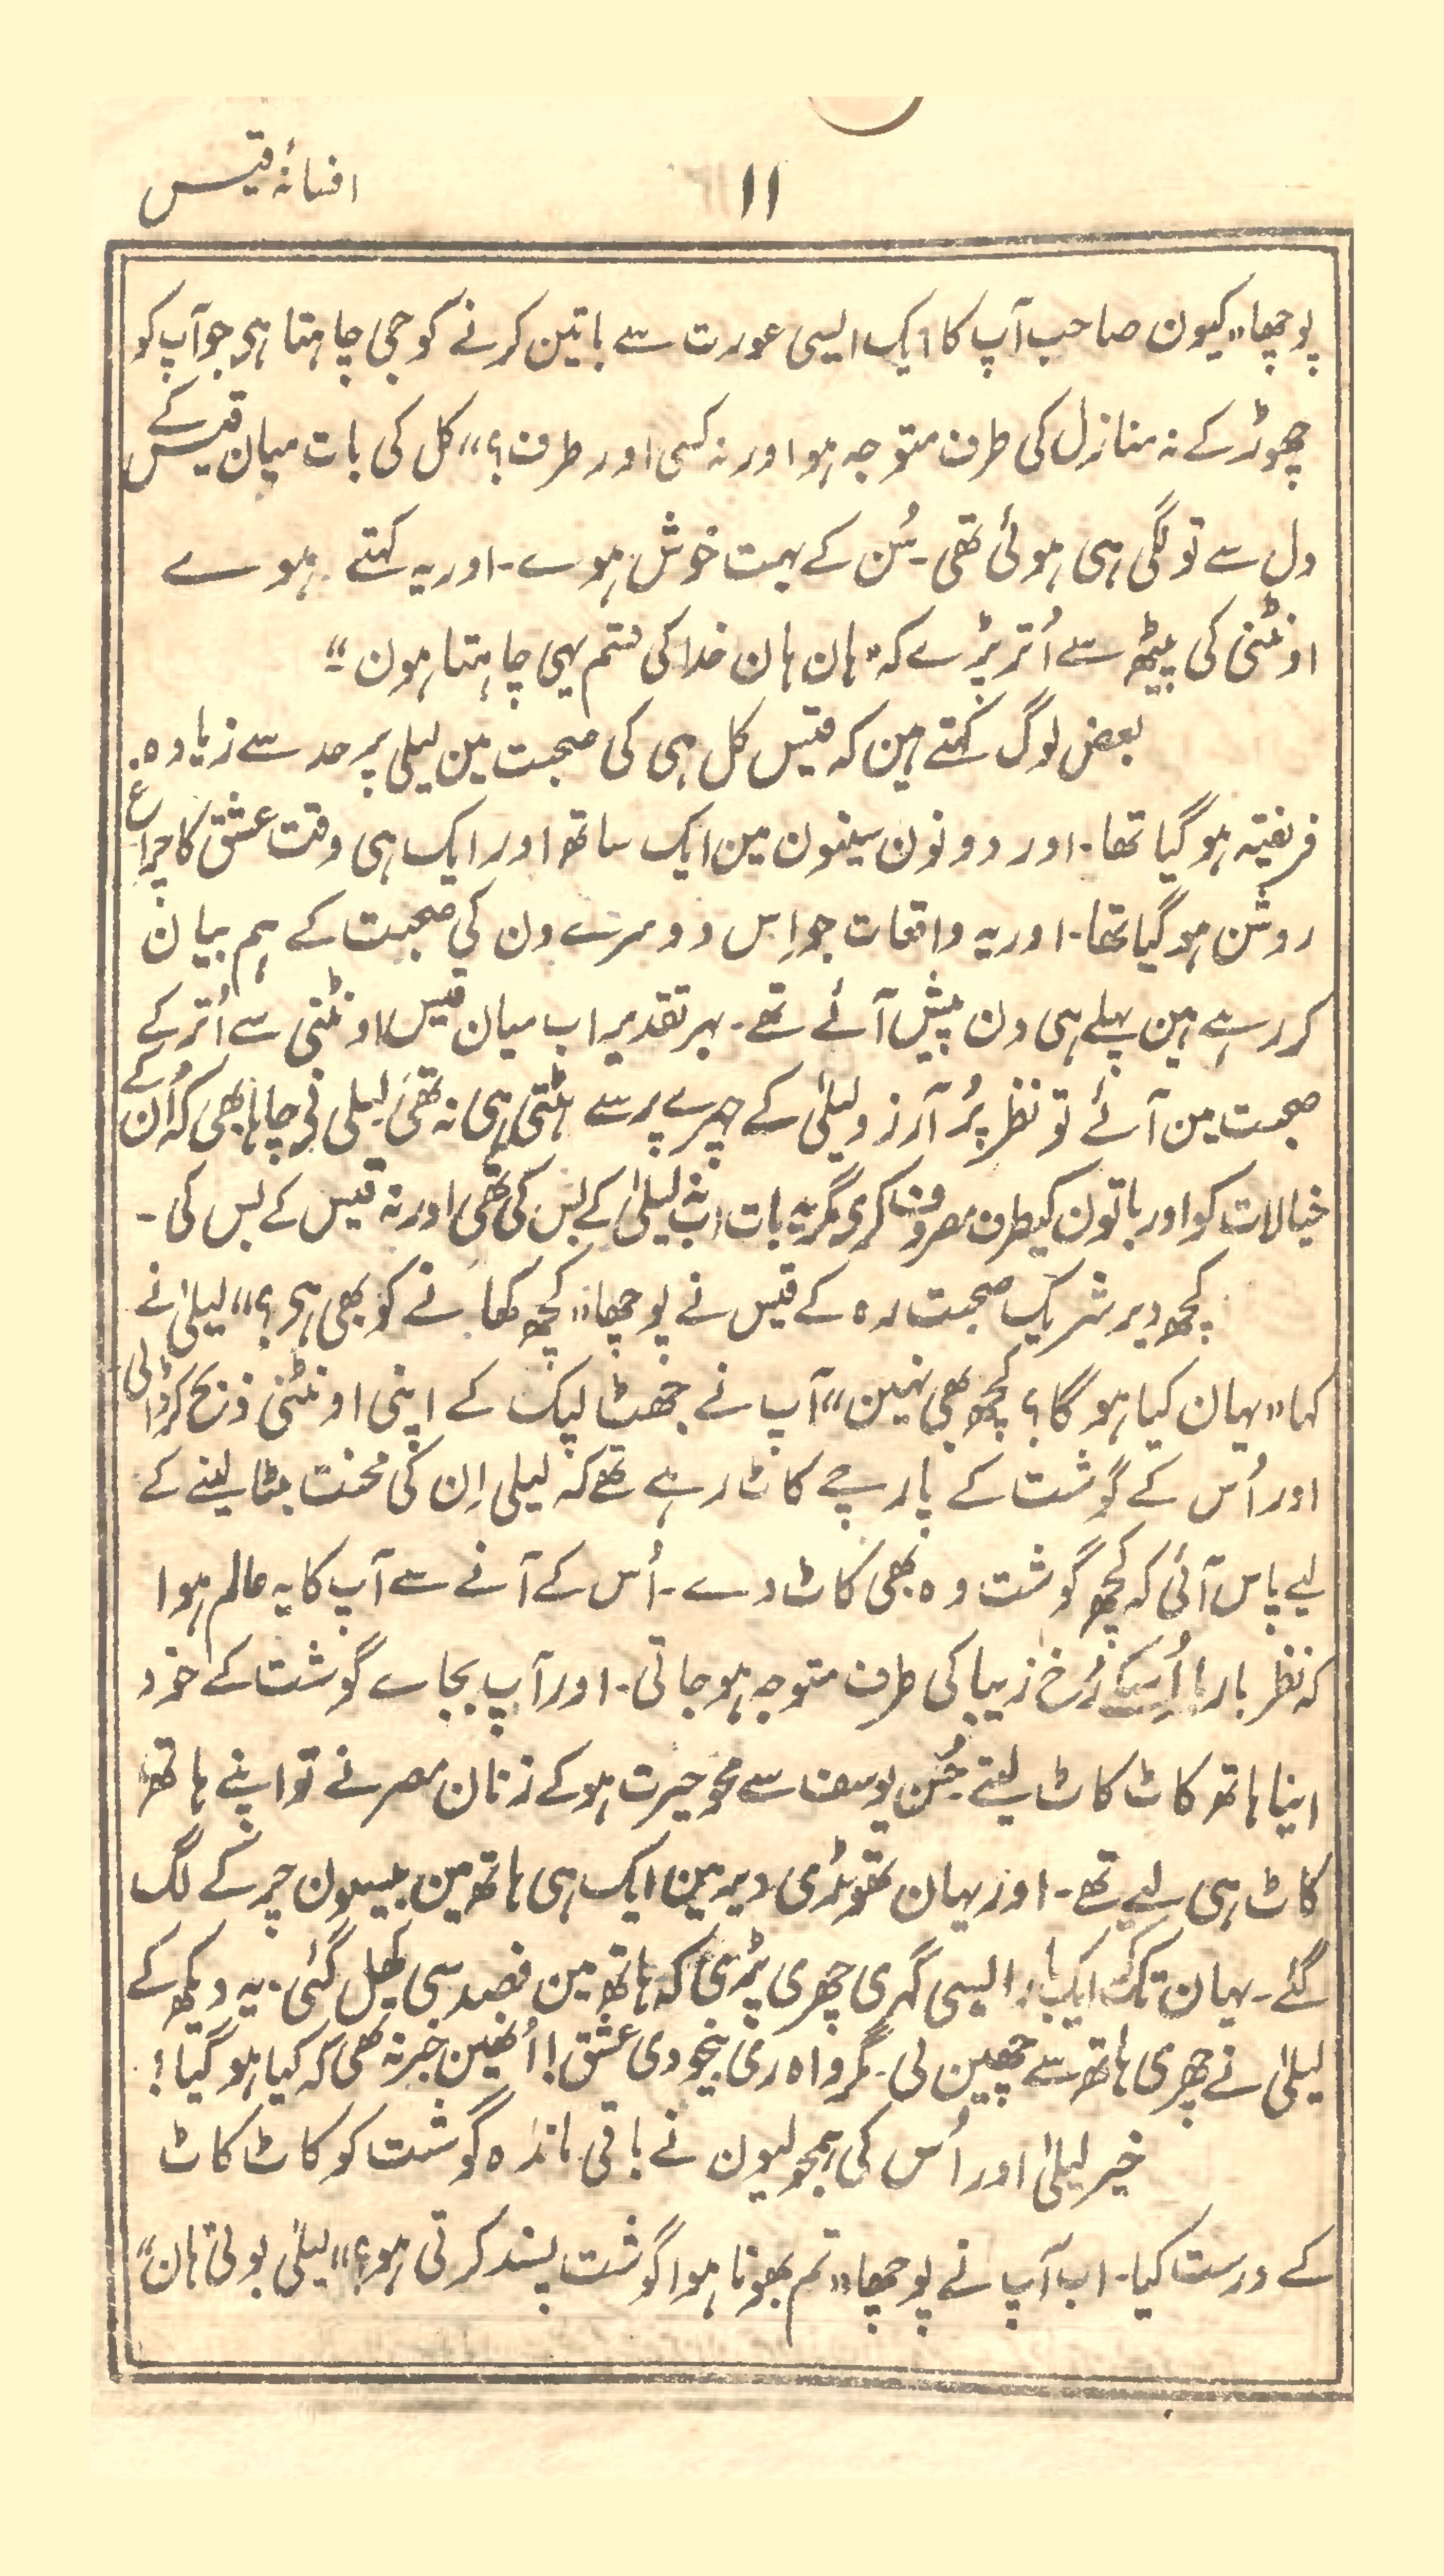 افسانۂ قیس
۱۱
پوچھا "کیون صاحب آپ کا ایک ایسی عورت سے باتین کرنے کو جی چاہتا ہی جو آپ کو
چھوڑ کے نہ منازل کی طرف متوجہ ہو اور نہ کسی اور طرف؟" کل کی بات میان قیس کے
دل سے تو لگی ہی ہوئی تھی۔ سُن کے بہت خوش ہوے۔ اور یہ کہتے ہوے
اونٹنی کی پیٹھ سے اُتر پڑے کہ "ہان ہان خدا کی قسم یہی چاہتا ہون"
بعض لوگ کہتے ہین کہ قیس کل ہی کی صحبت مین لیلی پر حد سے زیادہ
فریفتہ ہو گیا تھا۔ اور دونون سینون مین ایک ساتھ اور ایک ہی وقت عشق کا چراغ
روشن ہو گیا تھا۔ اور یہ واقعات جو اِس دوسرے دن کی صحبت کے ہم بیان
کر رہے ہین پہلے ہی دن پیش آئے تھے۔ بہر تقدیر اب میان قیس اونٹنی سے اُتر کے
صحبت مین آئے تو نظر پُر آرزو لیلیٰ کے چہرے پر سے ہٹتی ہی نہ تھی۔ لیلی نے چاہا بھی کہ اُن کے
خیالات کو اور باتون کیطرف مصروف کرے مگر یہ بات اب نہ لیلیٰ کے بس کی تھی اور نہ قیس کے بس کی۔
کچھ دیر شریک صحبت رہ کے قیس نے پوچھا "کچھ کھانے کو بھی ہی؟" لیلیٰ نے
کہا "یہان کیا ہو گا؟ کچھ بھی نہین" آپ نے جھٹ لپک کے اپنی اونٹنی ذبح کر ڈالی
اور اُس کے گوشت کے پارچے کاٹ رہے تھے کہ لیلی اِن کی محنت بٹا لینے کے
لیے پاس آئی کہ کچھ گوشت وہ بھی کاٹ دے۔ اُس کے آنے سے آپ کا یہ عالم ہوا
کہ نظر بار بار اُسکے رُخ زیبا کی طرف متوجہ ہو جاتی۔ اور آپ بجاے گوشت کے خود
اپنا ہاتھ کاٹ کاٹ لیتے۔ حُسن یوسف سے محو حیرت ہو کے زنان مصر نے تو اپنے ہاتھ
کاٹ ہی لیے تھے۔ اور یہان تھوڑی دیر مین ایک ہی ہاتھ مین بیسون چرکے لگ
گئے۔ یہان تک کہ ایکبار ایسی گہری چھری پڑی کہ ہاتھ مین فصد سی کھل گئی۔ یہ دیکھ کے
لیلیٰ نے چھری ہاتھ سے چھین لی۔ مگر واہ ری بیخودی عشق! اُنھین خبر نہ تھی کہ کیا ہو گیا!
خیر لیلیٰ اور اُس کی ہمجولیون نے باقی ماندہ گوشت کو کاٹ کاٹ
کے درست کیا۔ اب آپ نے پوچھا "تم بھونا ہوا گوشت پسند کرتی ہو؟" لیلیٰ بولی "ہان"